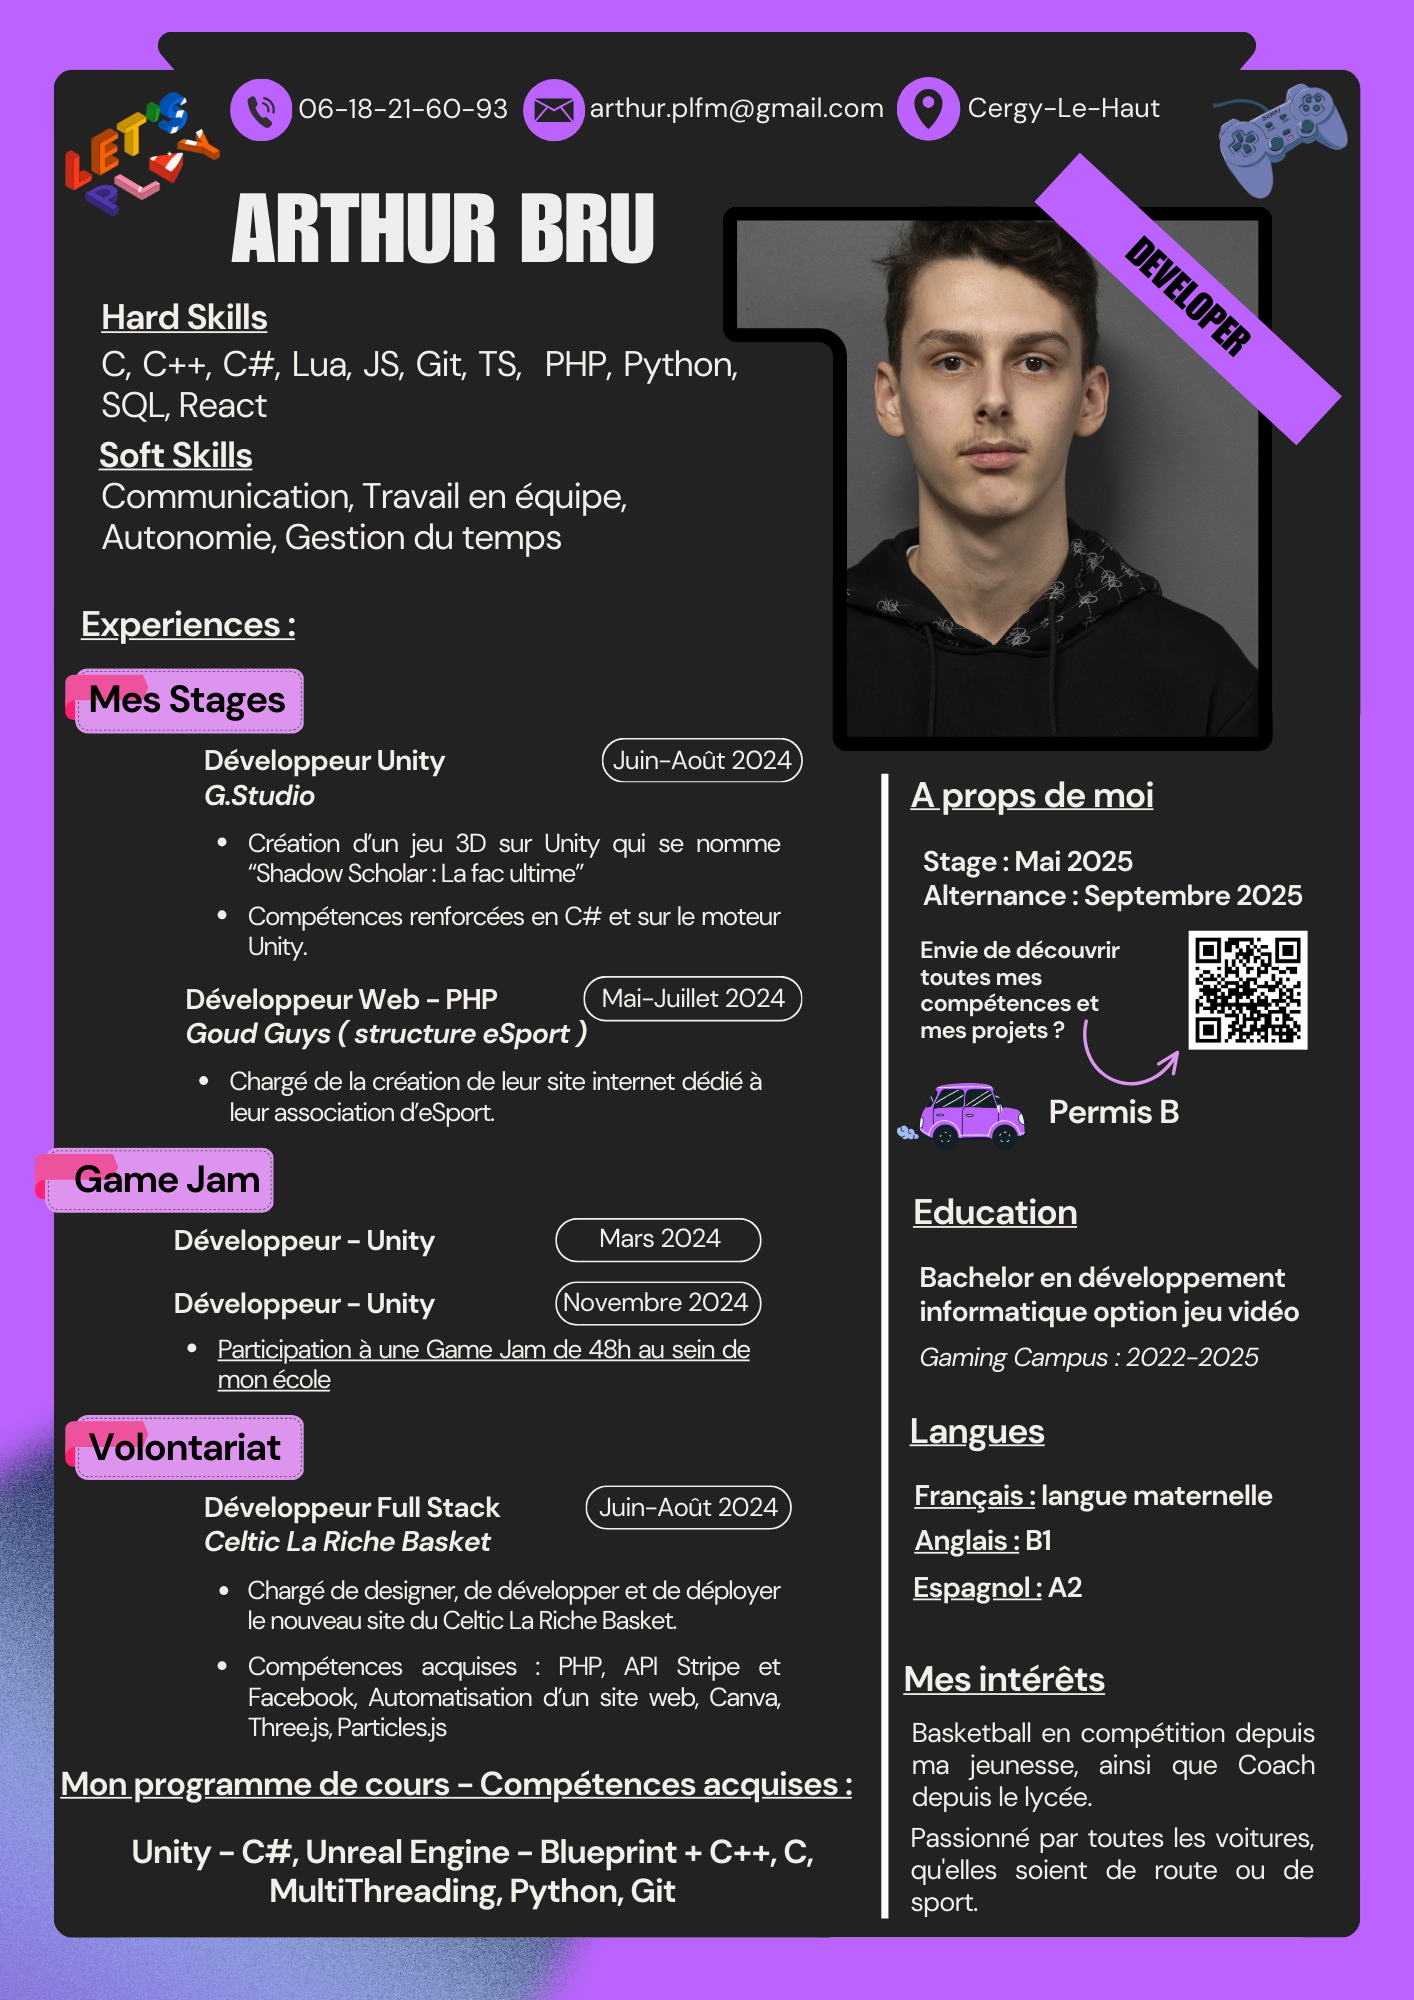 06-18-21-60-93
arthur.plfm@gmail.com
Cergy-Le-Haut
LET'S
PLAY
ARTHUR BRU
DEVELOPER
Hard Skills
C, C++, C#, Lua, JS, Git, TS, PHP, Python,
SQL, React
Soft Skills
Communication, Travail en équipe,
Autonomie, Gestion du temps
Experiences :
Mes Stages
Développeur Unity
Juin-Août 2024
G.Studio
• Création d’un jeu 3D sur Unity qui se nomme
“Shadow Scholar : La fac ultime”
• Compétences renforcées en C# et sur le moteur
Unity.
Développeur Web - PHP
Mai-Juillet 2024
Goud Guys ( structure eSport )
• Chargé de la création de leur site internet dédié à
leur association d’eSport.
Game Jam
Développeur - Unity
Mars 2024
Développeur - Unity
Novembre 2024
• Participation à une Game Jam de 48h au sein de
mon école
Volontariat
Développeur Full Stack
Juin-Août 2024
Celtic La Riche Basket
• Chargé de designer, de développer et de déployer
le nouveau site du Celtic La Riche Basket.
• Compétences acquises : PHP, API Stripe et
Facebook, Automatisation d’un site web, Canva,
Three.js, Particles.js
Mon programme de cours - Compétences acquises :
Unity - C#, Unreal Engine - Blueprint + C++, C,
MultiThreading, Python, Git
A props de moi
Stage : Mai 2025
Alternance : Septembre 2025
Envie de découvrir
toutes mes
compétences et
mes projets ?
Permis B
Education
Bachelor en développement
informatique option jeu vidéo
Gaming Campus : 2022-2025
Langues
Français : langue maternelle
Anglais : B1
Espagnol : A2
Mes intérêts
Basketball en compétition depuis
ma jeunesse, ainsi que Coach
depuis le lycée.
Passionné par toutes les voitures,
qu'elles soient de route ou de
sport.